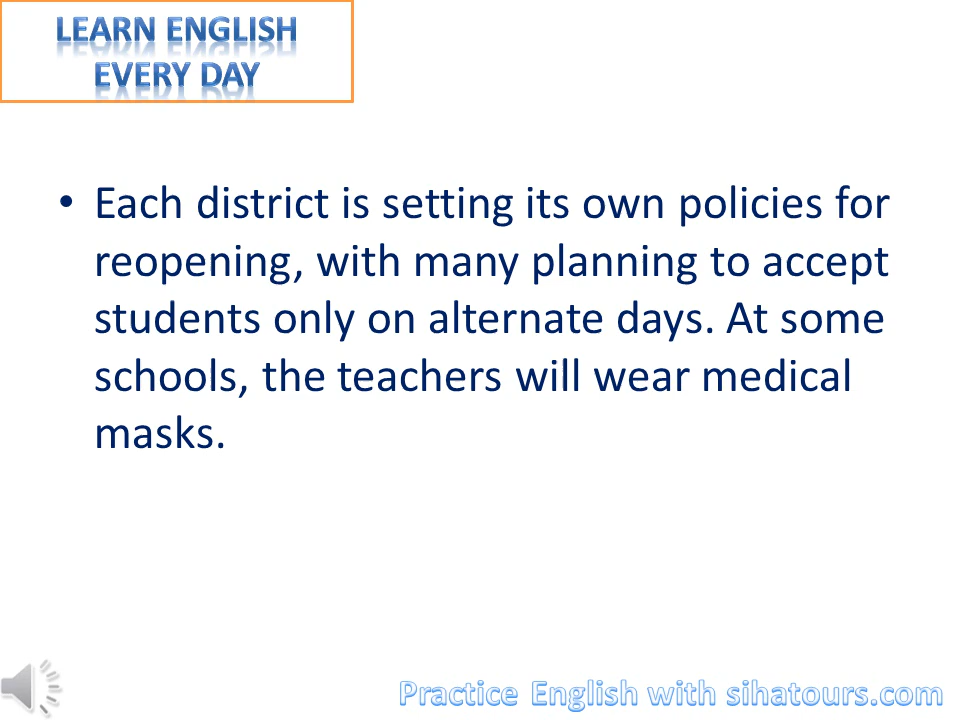 LEARN ENGLISH
EVERY DAY
• Each district is setting its own policies for
reopening, with many planning to accept
students only on alternate days. At some
schools, the teachers will wear medical
masks.
Practice English with sihatours.com